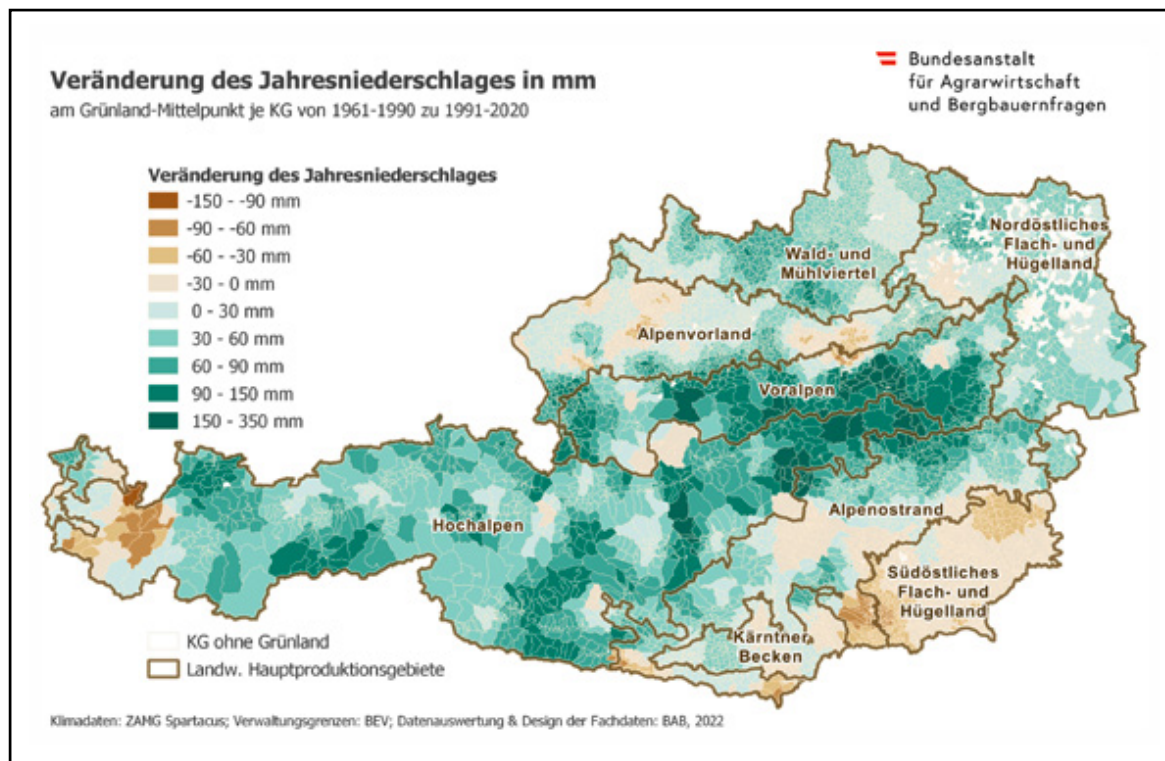 Veränderung des Jahresniederschlages in mm
am Grünland-Mittelpunkt je KG von 1961-1990 zu 1991-2020
Bundesanstalt
für Agrarwirtschaft
und Bergbauernfragen
Veränderung des Jahresniederschlages
-150 - -90 mm
-90 - -60 mm
-60 - -30 mm
-30 - 0 mm
0 - 30 mm
30 - 60 mm
60 - 90 mm
90 - 150 mm
150 - 350 mm
Nordöstliches
Flach- und
Hügelland
Wald- und
Mühlviertel
Alpenvorland
Voralpen
Hochalpen
Alpenostrand
Südöstliches
Flach- und
Hügelland
Kärntner
Becken
KG ohne Grünland
Landw. Hauptproduktionsgebiete
Klimadaten: ZAMG Spartacus; Verwaltungsgrenzen: BEV; Datenauswertung & Design der Fachdaten: BAB, 2022